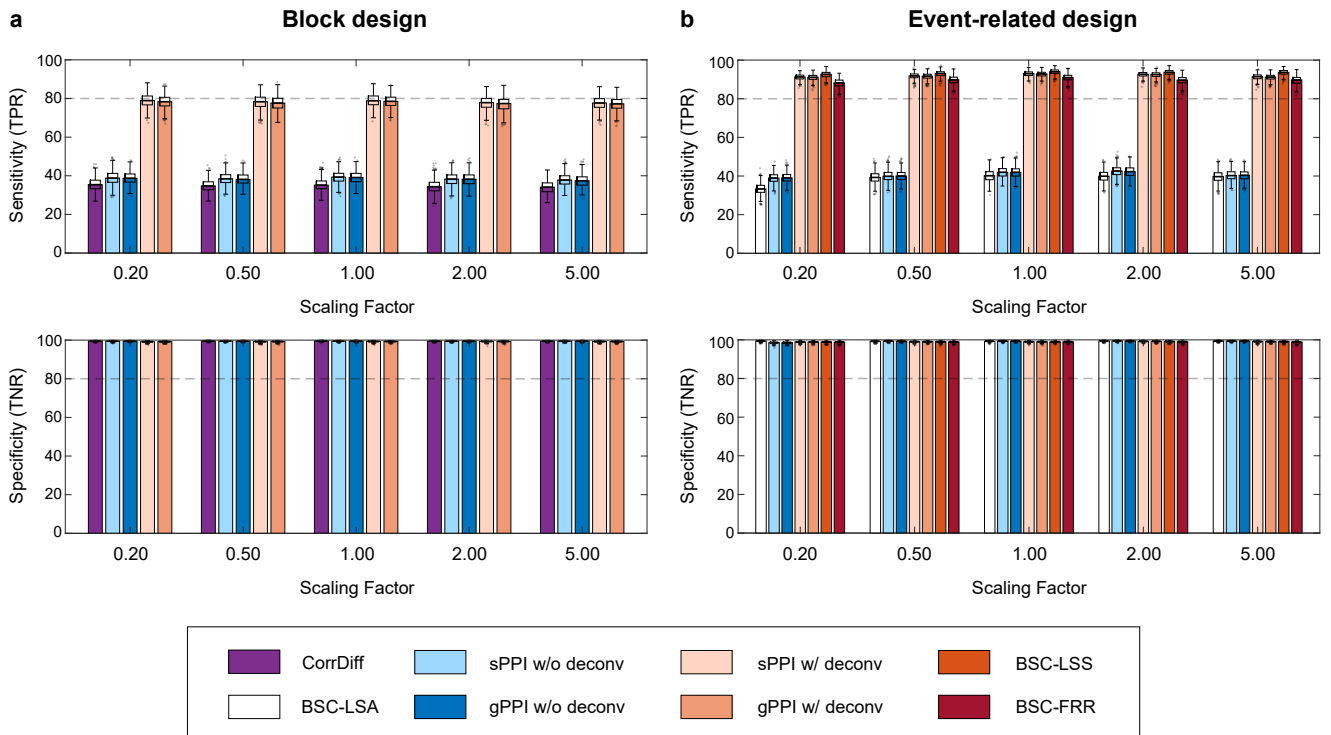 a
Block design
Sensitivity (TPR)
100
80
60
40
20
0
0.20 0.50 1.00 2.00 5.00
Scaling Factor
Specificity (TNR)
100
80
60
40
20
0
0.20 0.50 1.00 2.00 5.00
Scaling Factor
b
Event-related design
Sensitivity (TPR)
100
80
60
40
20
0
0.20 0.50 1.00 2.00 5.00
Scaling Factor
Specificity (TNR)
100
80
60
40
20
0
0.20 0.50 1.00 2.00 5.00
Scaling Factor
CorrDiff sPPI w/o deconv sPPI w/ deconv BSC-LSS
BSC-LSA gPPI w/o deconv gPPI w/ deconv BSC-FRR